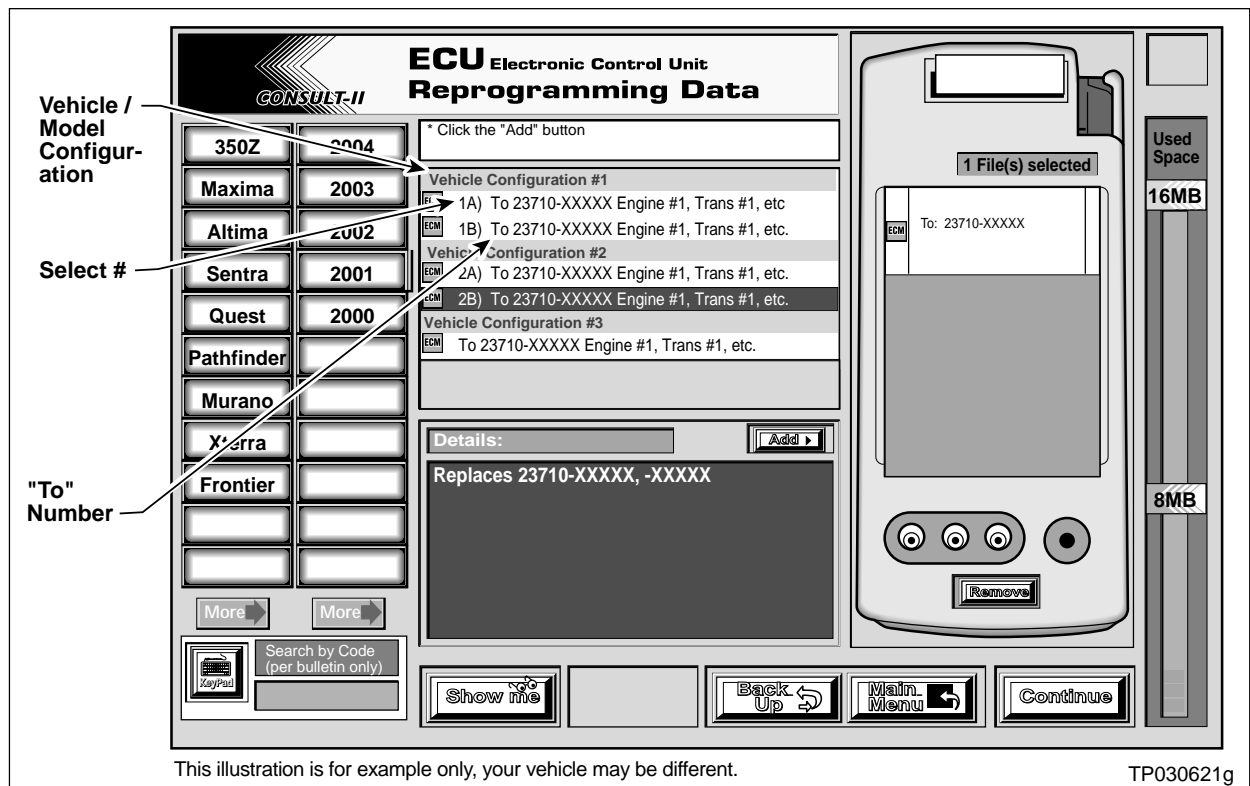 Vehicle /
Model
Configur-
ation
Select #
"To"
Number
CONSULT-II
ECU Electronic Control Unit
Reprogramming Data
350Z
Maxima
Altima
Sentra
Quest
Pathfinder
Murano
Xterra
Frontier
2004
2003
2002
2001
2000
More
More
KeyPad
Search by Code
(per bulletin only)
* Click the "Add" button
Vehicle Configuration #1
ECM 1A) To 23710-XXXXX Engine #1, Trans #1, etc
ECM 1B) To 23710-XXXXX Engine #1, Trans #1, etc.
Vehicle Configuration #2
ECM 2A) To 23710-XXXXX Engine #1, Trans #1, etc.
ECM 2B) To 23710-XXXXX Engine #1, Trans #1, etc.
Vehicle Configuration #3
ECM To 23710-XXXXX Engine #1, Trans #1, etc.
Details:
Add
Replaces 23710-XXXXX, -XXXXX
Show me
Back
Up
Main
Menu
Continue
1 File(s) selected
ECM To: 23710-XXXXX
Remove
Used
Space
16MB
8MB
This illustration is for example only, your vehicle may be different.
TP030621g